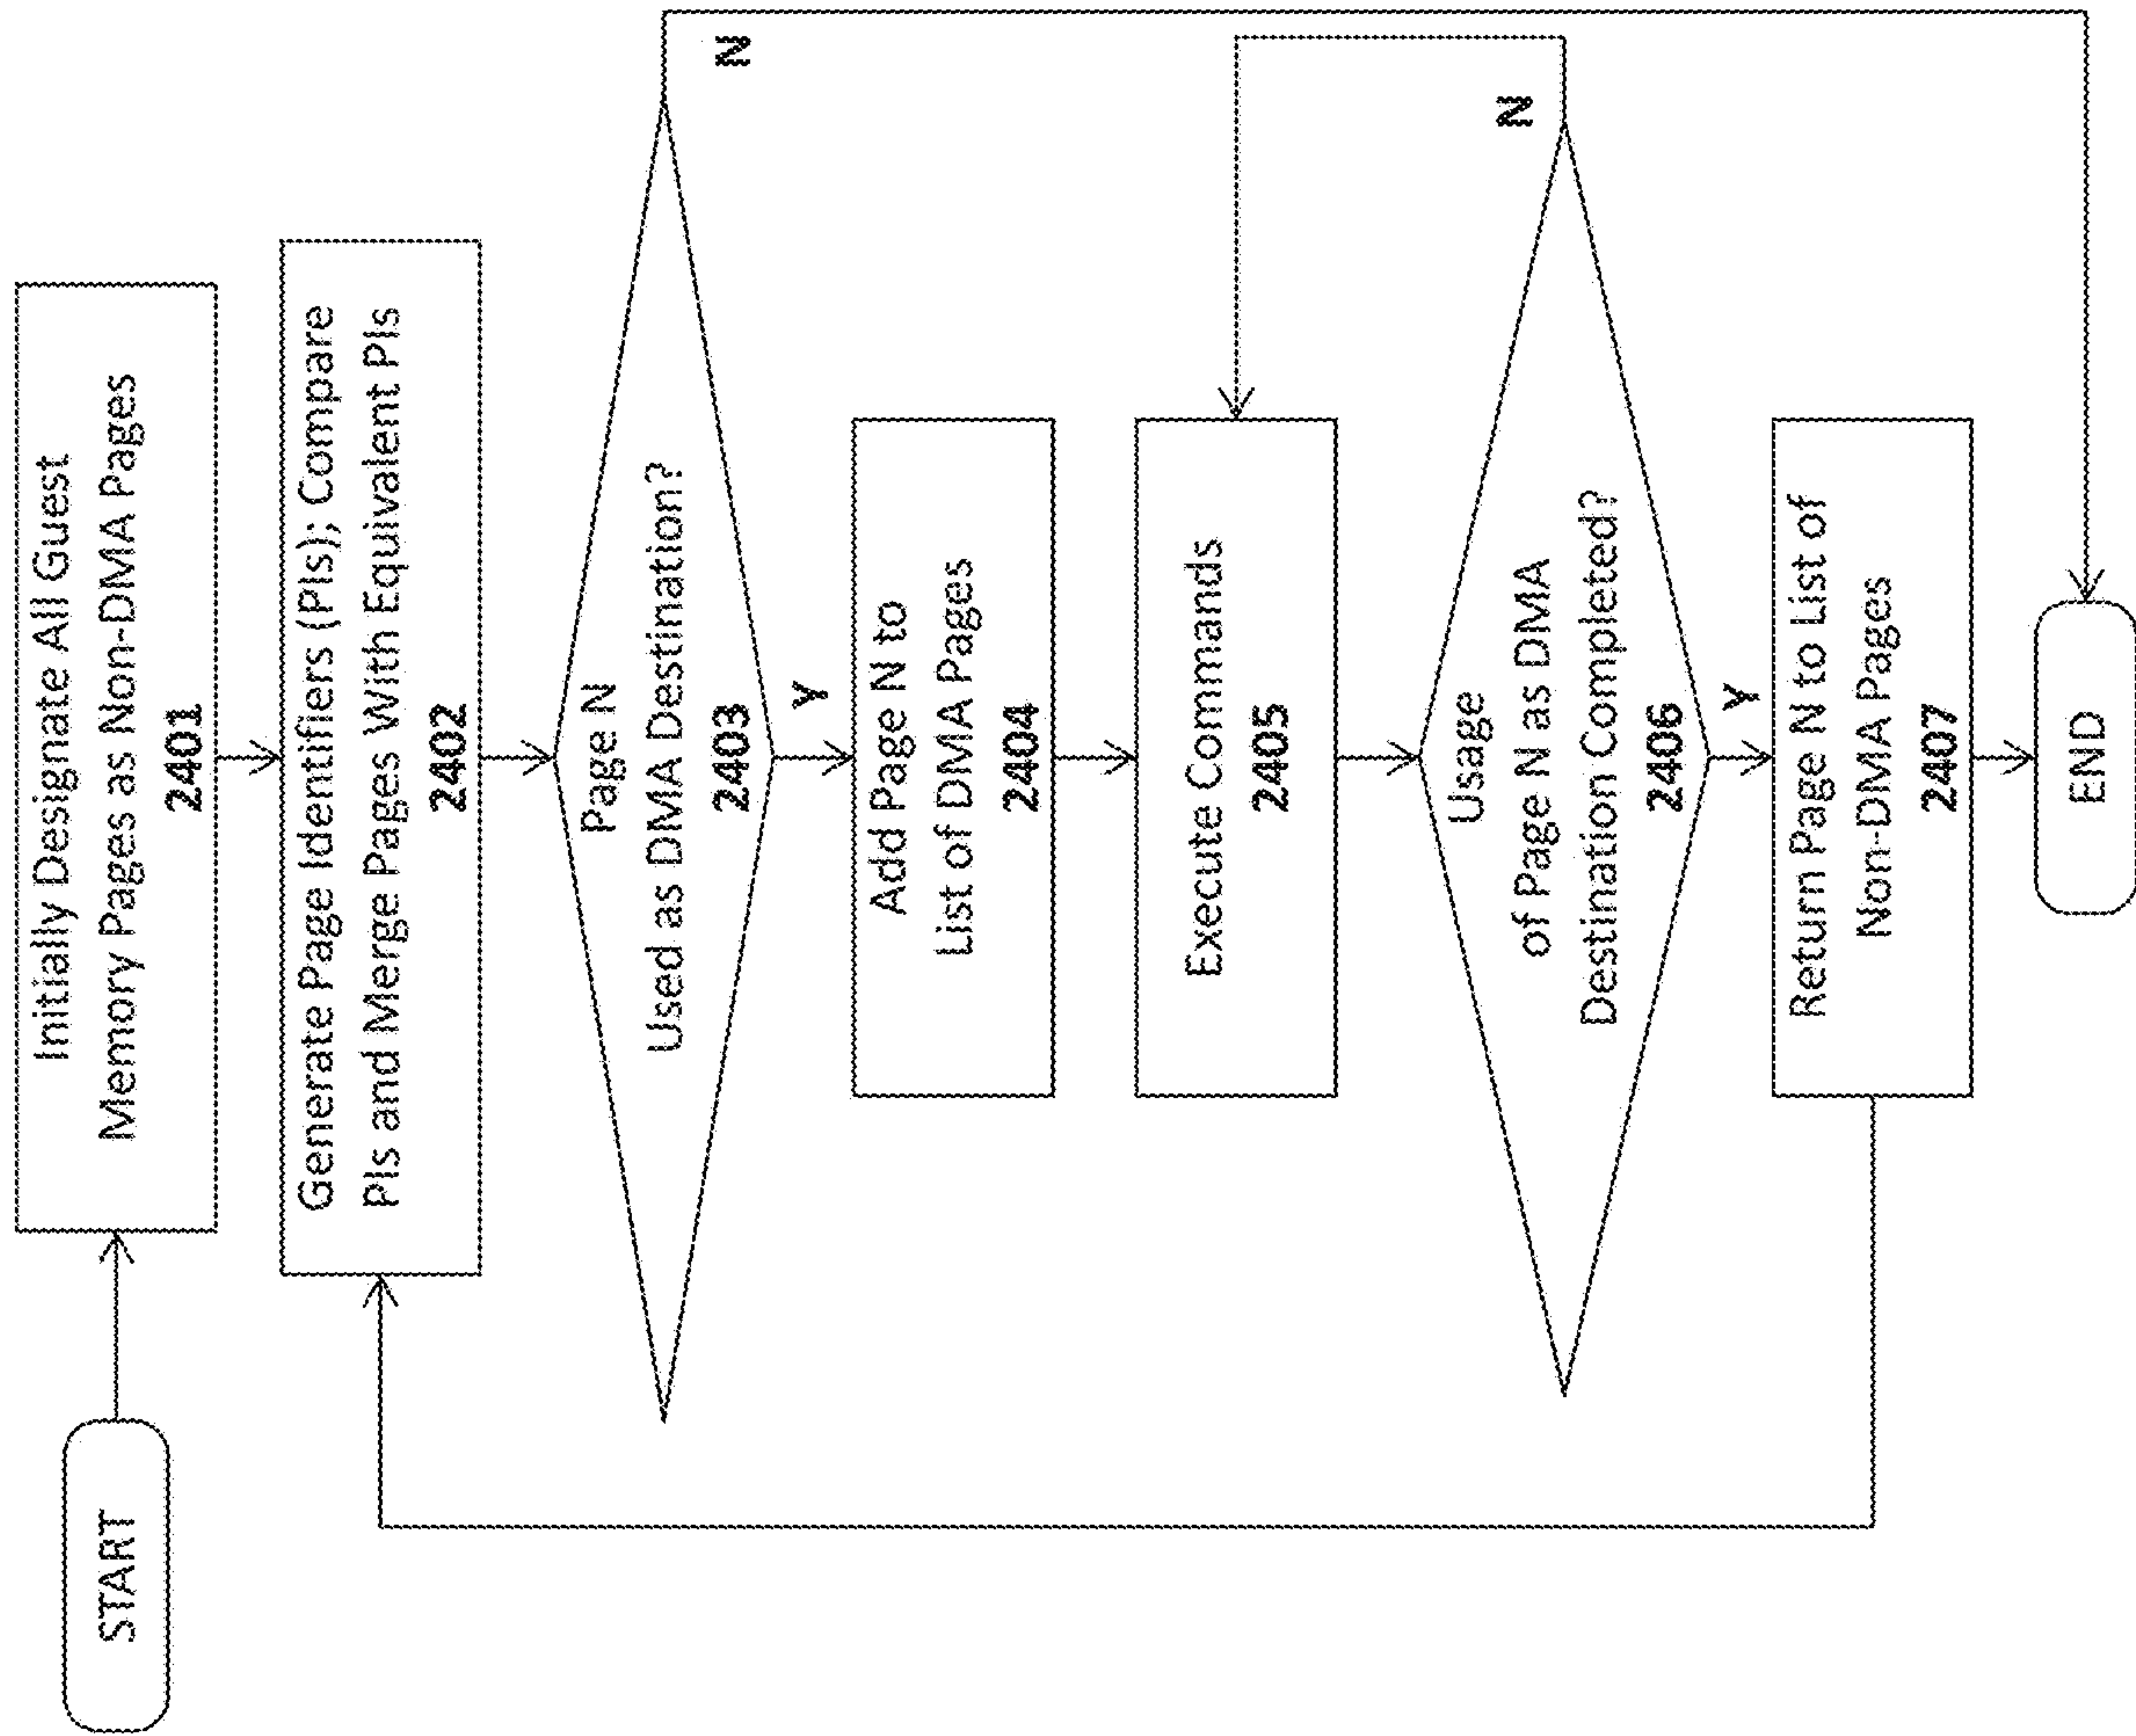 START
Initially Designate All Guest
Memory Pages as Non-DMA Pages
2401
Generate Page Identifiers (PIs); Compare
PIs and Merge Pages With Equivalent PIs
2402
Page N
Used as DMA Destination?
2403
N
Y
Add Page N to
List of DMA Pages
2404
Execute Commands
2405
Usage
of Page N as DMA
Destination Completed?
2406
N
Y
Return Page N to List of
Non-DMA Pages
2407
END